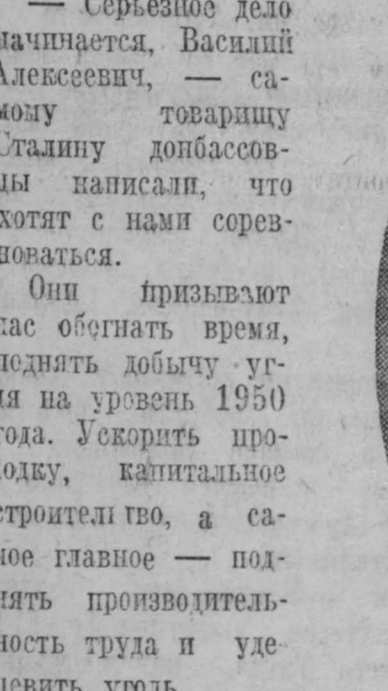 — Серьезное дело
начинается, Василий
Алексеевич, — са-
мому товарищу
Сталину донбассов-
цы написали, что
хотят с нами сорев-
новаться.
Они призывают
нас обогнать время,
поднять добычу уг-
ля на уровень 1950
года. Ускорить про-
ходку, капитальное
строительство, а са-
мое главное — под-
нять производитель-
ность труда и уде-
шевить уголь